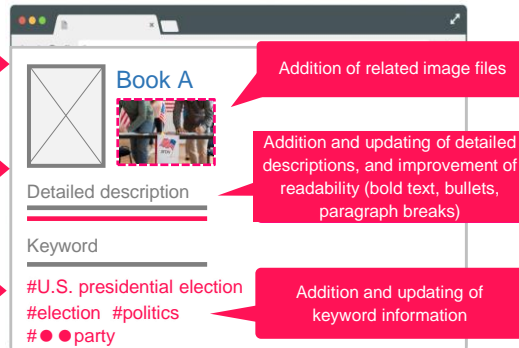 Book A
Addition of related image files
Addition and updating of detailed
descriptions, and improvement of
readability (bold text, bullets,
paragraph breaks)
Detailed description
Keyword
#U.S. presidential election
#election #politics
#●●party
Addition and updating of
keyword information